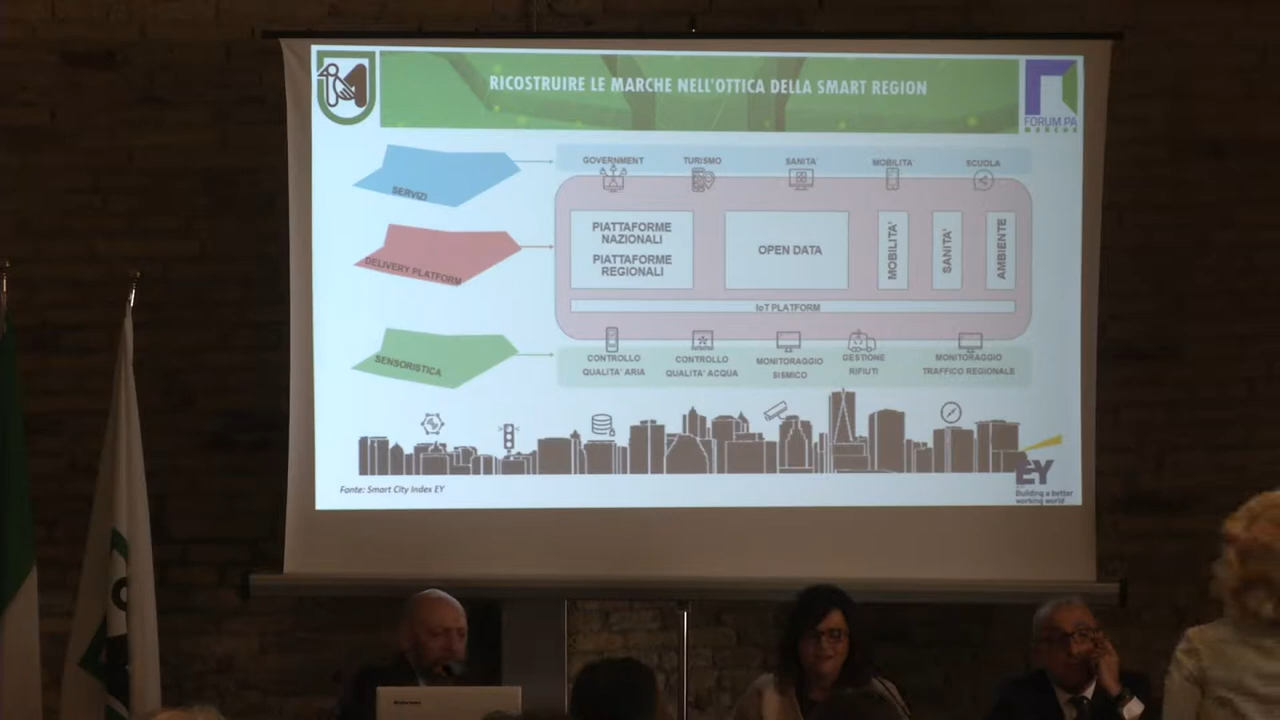 RICOSTRUIRE LE MARCHE NELL'OTTICA DELLA SMART REGION
FORUM PA
MARCHE
SERVIZI
GOVERNMENT
TURISMO
SANITA'
MOBILITA'
SCUOLA
DELIVERY PLATFORM
PIATTAFORME
NAZIONALI
PIATTAFORME
REGIONALI
OPEN DATA
MOBILITA'
SANITA'
AMBIENTE
IoT PLATFORM
SENSORISTICA
CONTROLLO
QUALITA' ARIA
CONTROLLO
QUALITA' ACQUA
MONITORAGGIO
SISMICO
GESTIONE
RIFIUTI
MONITORAGGIO
TRAFFICO REGIONALE
Fonte: Smart City Index EY
EY
Building a better
working world